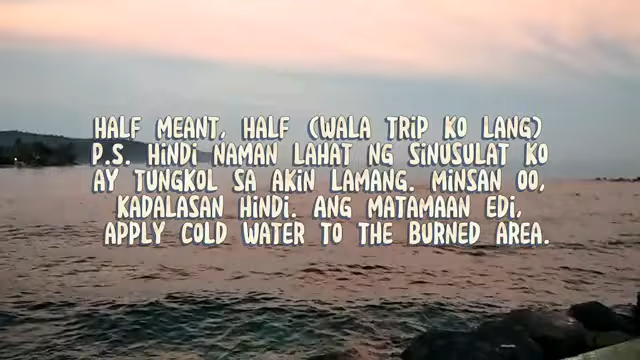 HALF MEANT, HALF (WALA TRiP KO LANG)
P.S. HiNDi NAMAN LAHAT NG SiNUSULAT KO
AY TUNGKOL SA AKiN LAMANG. MiNSAN OO,
KADALASAN HiNDi. ANG MATAMAAN EDi,
APPLY COLD WATER TO THE BURNED AREA.